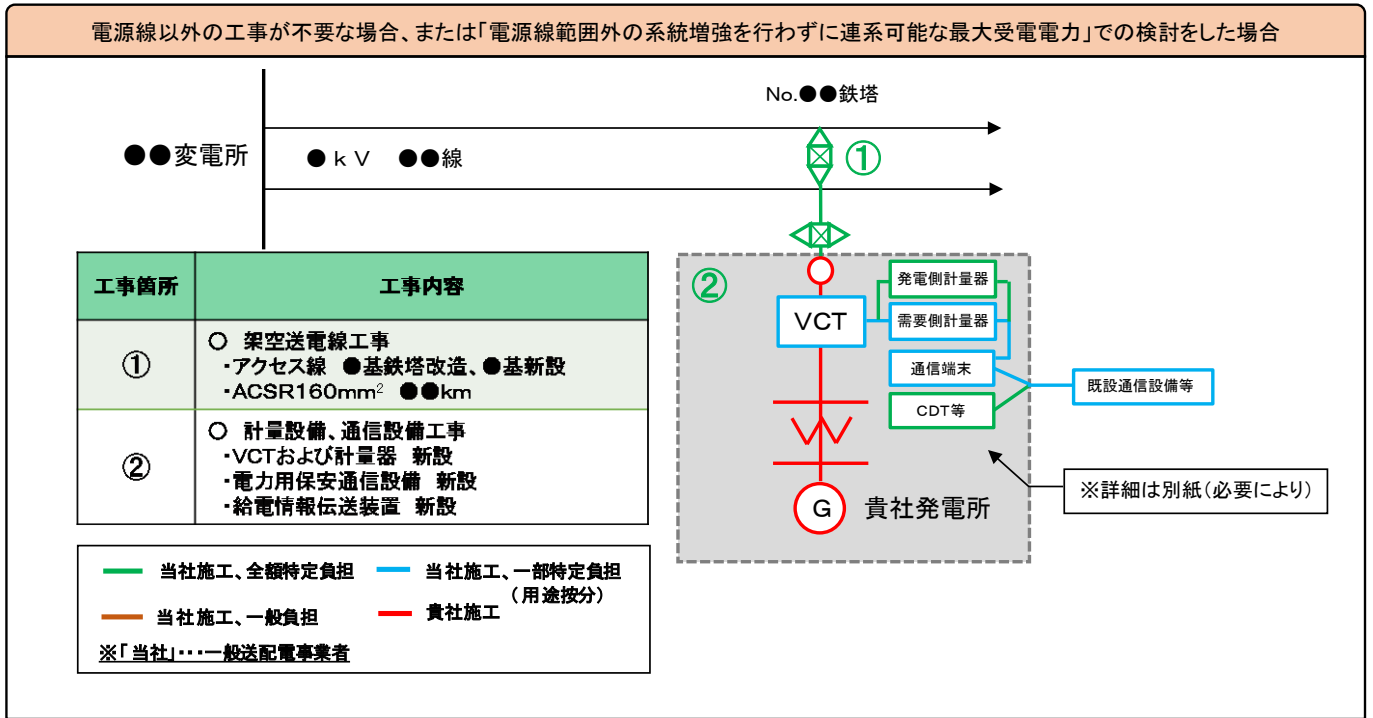 電源線以外の工事が不要な場合、または「電源線範囲外の系統増強を行わずに連系可能な最大受電電力」での検討をした場合
No.●●鉄塔
●●変電所
●kV ●●線
①
工事箇所 工事内容
①
○ 架空送電線工事
・アクセス線 ●基鉄塔改造、●基新設
・ACSR160mm² ●●km
②
○ 計量設備、通信設備工事
・VCTおよび計量器 新設
・電力用保安通信設備 新設
・給電情報伝送装置 新設
②
VCT
発電側計量器
需要側計量器
通信端末
CDT等
既設通信設備等
※詳細は別紙(必要により)
G 貴社発電所
当社施工、全額特定負担
当社施工、一部特定負担
(用途按分)
当社施工、一般負担
貴社施工
※「当社」・・・一般送配電事業者